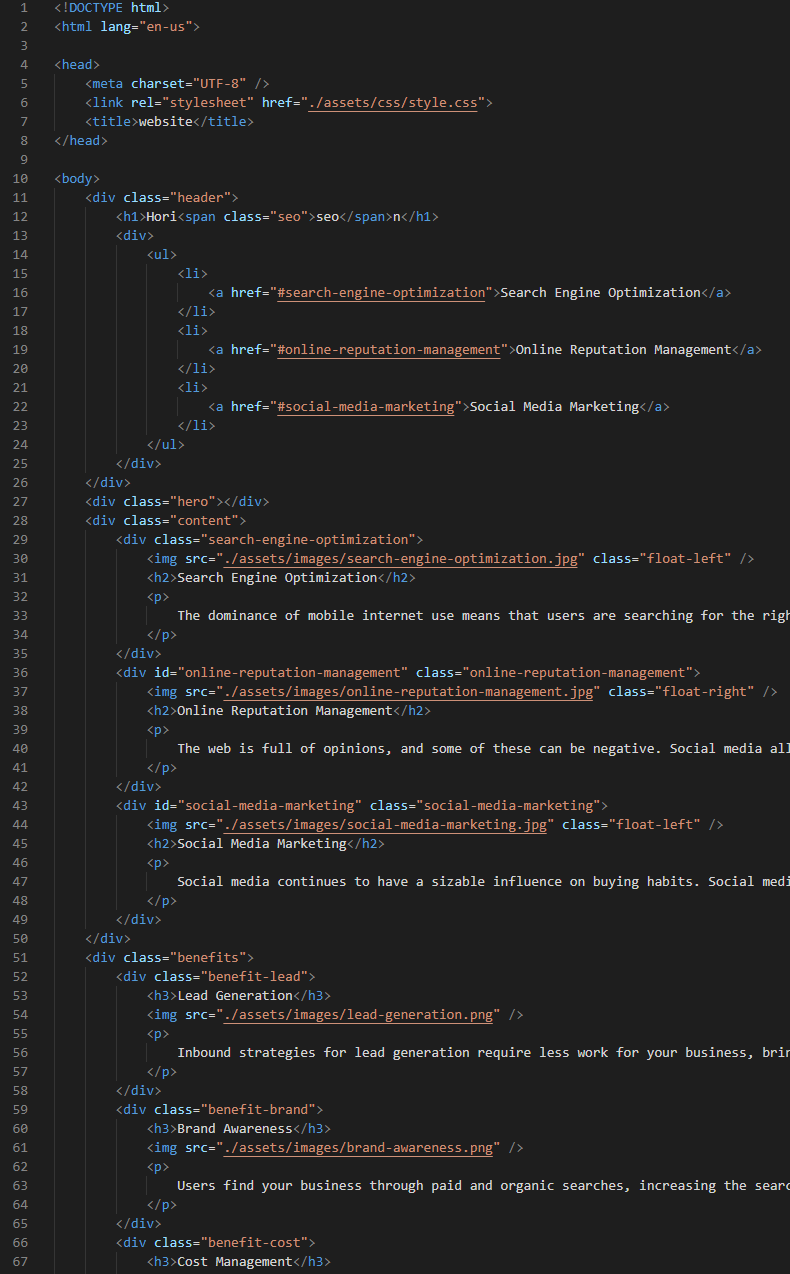 1 <!DOCTYPE html>
2 <html lang="en-us">
3
4 <head>
5     <meta charset="UTF-8" />
6     <link rel="stylesheet" href="./assets/css/style.css">
7     <title>website</title>
8 </head>
9
10 <body>
11     <div class="header">
12         <h1>Hori<span class="seo">seo</span>n</h1>
13         <div>
14             <ul>
15                 <li>
16                     <a href="#search-engine-optimization">Search Engine Optimization</a>
17                 </li>
18                 <li>
19                     <a href="#online-reputation-management">Online Reputation Management</a>
20                 </li>
21                 <li>
22                     <a href="#social-media-marketing">Social Media Marketing</a>
23                 </li>
24             </ul>
25         </div>
26     </div>
27     <div class="hero"></div>
28     <div class="content">
29         <div class="search-engine-optimization">
30             <img src="./assets/images/search-engine-optimization.jpg" class="float-left" />
31             <h2>Search Engine Optimization</h2>
32             <p>
33                 The dominance of mobile internet use means that users are searching for the righ
34             </p>
35         </div>
36         <div id="online-reputation-management" class="online-reputation-management">
37             <img src="./assets/images/online-reputation-management.jpg" class="float-right" />
38             <h2>Online Reputation Management</h2>
39             <p>
40                 The web is full of opinions, and some of these can be negative. Social media all
41             </p>
42         </div>
43         <div id="social-media-marketing" class="social-media-marketing">
44             <img src="./assets/images/social-media-marketing.jpg" class="float-left" />
45             <h2>Social Media Marketing</h2>
46             <p>
47                 Social media continues to have a sizable influence on buying habits. Social medi
48             </p>
49         </div>
50     </div>
51     <div class="benefits">
52         <div class="benefit-lead">
53             <h3>Lead Generation</h3>
54             <img src="./assets/images/lead-generation.png" />
55             <p>
56                 Inbound strategies for lead generation require less work for your business, brin
57             </p>
58         </div>
59         <div class="benefit-brand">
60             <h3>Brand Awareness</h3>
61             <img src="./assets/images/brand-awareness.png" />
62             <p>
63                 Users find your business through paid and organic searches, increasing the searc
64             </p>
65         </div>
66         <div class="benefit-cost">
67             <h3>Cost Management</h3>